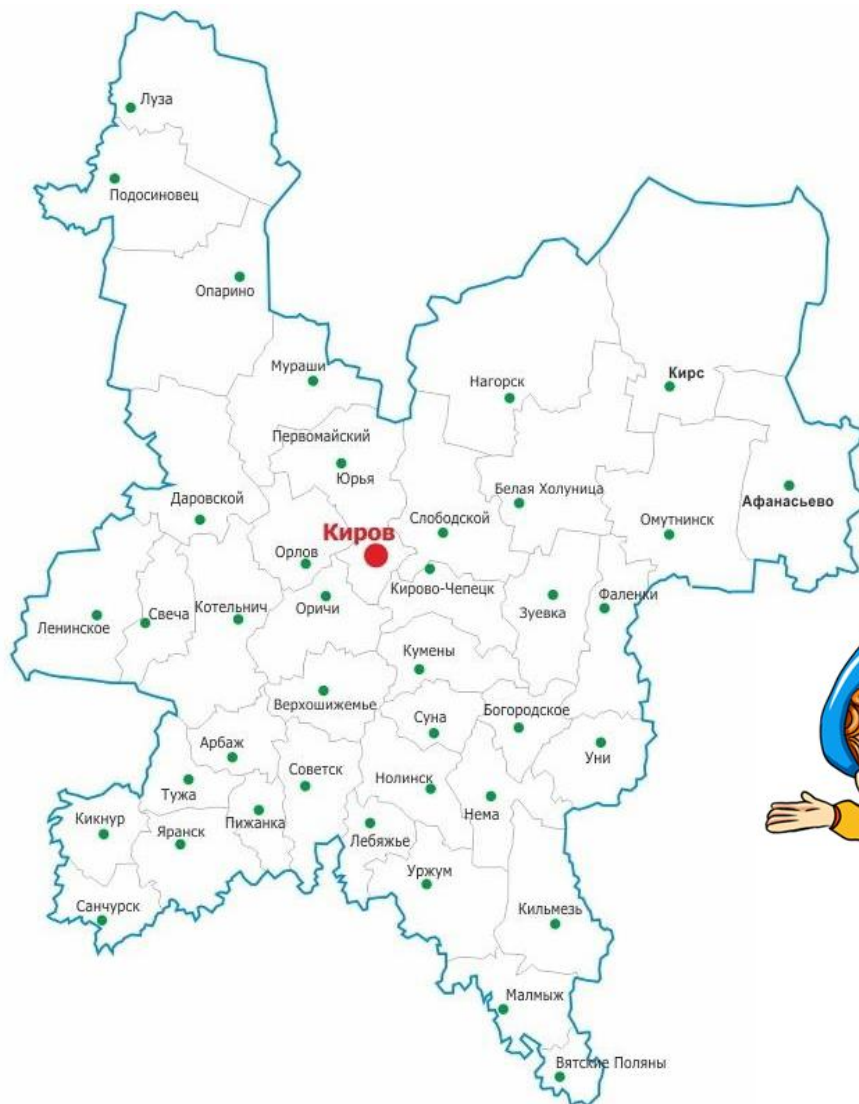 Луза
Подосиновец
Опарино
Мураши
Кирс
Нагорск
Первомайский
Юрья
Белая Холуница
Афанасьево
Даровской
Слободской
Омутнинск
Киров
Орлов
Кирово-Чепецк
Фаленки
Зуевка
Ленинское
Свеча
Котельнич
Оричи
Кумены
Верхошижемье
Суна
Богородское
Арбаж
Уни
Советск
Нолинск
Тужа
Нема
Пижанка
Кикнур
Яранск
Лебяжье
Уржум
Санчурск
Кильмезь
Малмыж
Вятские Поляны